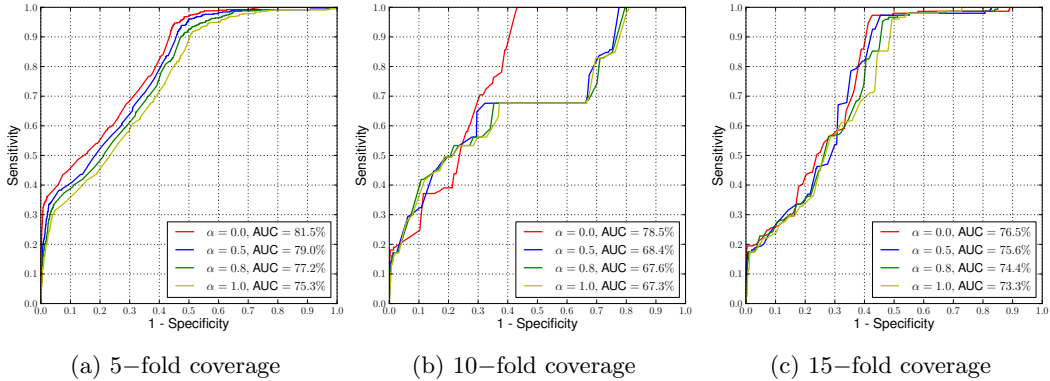 1.0
0.9
0.8
0.7
0.6
0.5
0.4
0.3
0.2
0.1
0.0
Sensitivity
0.0 0.1 0.2 0.3 0.4 0.5 0.6 0.7 0.8 0.9 1.0
1 - Specificity
α = 0.0, AUC = 81.5%
α = 0.5, AUC = 79.0%
α = 0.8, AUC = 77.2%
α = 1.0, AUC = 75.3%
(a) 5−fold coverage
1.0
0.9
0.8
0.7
0.6
0.5
0.4
0.3
0.2
0.1
0.0
Sensitivity
0.0 0.1 0.2 0.3 0.4 0.5 0.6 0.7 0.8 0.9 1.0
1 - Specificity
α = 0.0, AUC = 78.5%
α = 0.5, AUC = 68.4%
α = 0.8, AUC = 67.6%
α = 1.0, AUC = 67.3%
(b) 10−fold coverage
1.0
0.9
0.8
0.7
0.6
0.5
0.4
0.3
0.2
0.1
0.0
Sensitivity
0.0 0.1 0.2 0.3 0.4 0.5 0.6 0.7 0.8 0.9 1.0
1 - Specificity
α = 0.0, AUC = 76.5%
α = 0.5, AUC = 75.6%
α = 0.8, AUC = 74.4%
α = 1.0, AUC = 73.3%
(c) 15−fold coverage